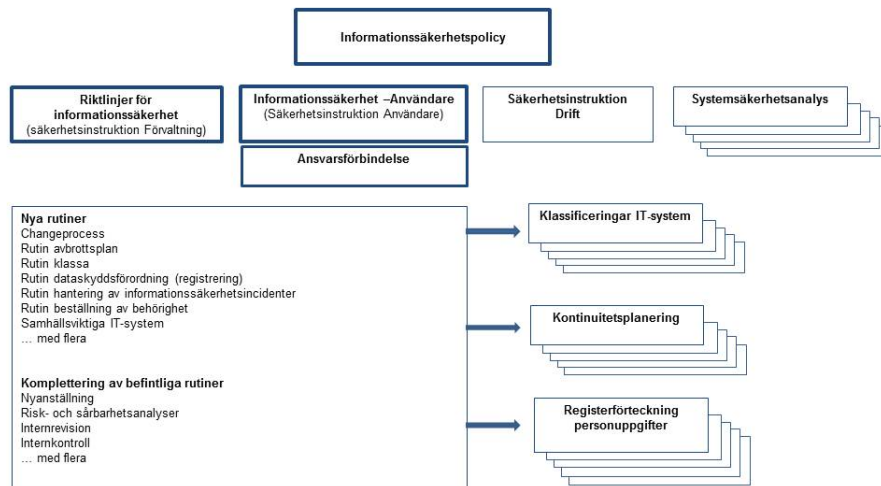 Informationssäkerhetspolicy
Riktlinjer för
informationssäkerhet
(säkerhetsinstruktion Förvaltning)
Informationssäkerhet –Användare
(Säkerhetsinstruktion Användare)
Säkerhetsinstruktion
Drift
Systemsäkerhetsanalys
Ansvarsförbindelse
Nya rutiner
Changeprocess
Rutin avbrottsplan
Rutin klassa
Rutin dataskyddsförordning (registrering)
Rutin hantering av informationssäkerhetsincidenter
Rutin beställning av behörighet
Samhällsviktiga IT-system
… med flera
Komplettering av befintliga rutiner
Nyanställning
Risk- och sårbarhetsanalyser
Internrevision
Internkontroll
… med flera
Klassificeringar IT-system
Kontinuitetsplanering
Registerförteckning
personuppgifter